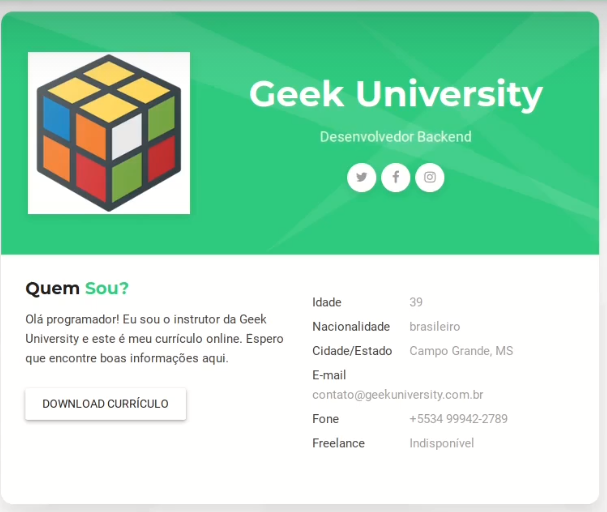 Geek University
Desenvolvedor Backend
Quem Sou?
Olá programador! Eu sou o instrutor da Geek
University e este é meu currículo online. Espero
que encontre boas informações aqui.
DOWNLOAD CURRÍCULO
Idade 39
Nacionalidade brasileiro
Cidade/Estado Campo Grande, MS
E-mail
contato@geekuniversity.com.br
Fone +5534 99942-2789
Freelance Indisponível